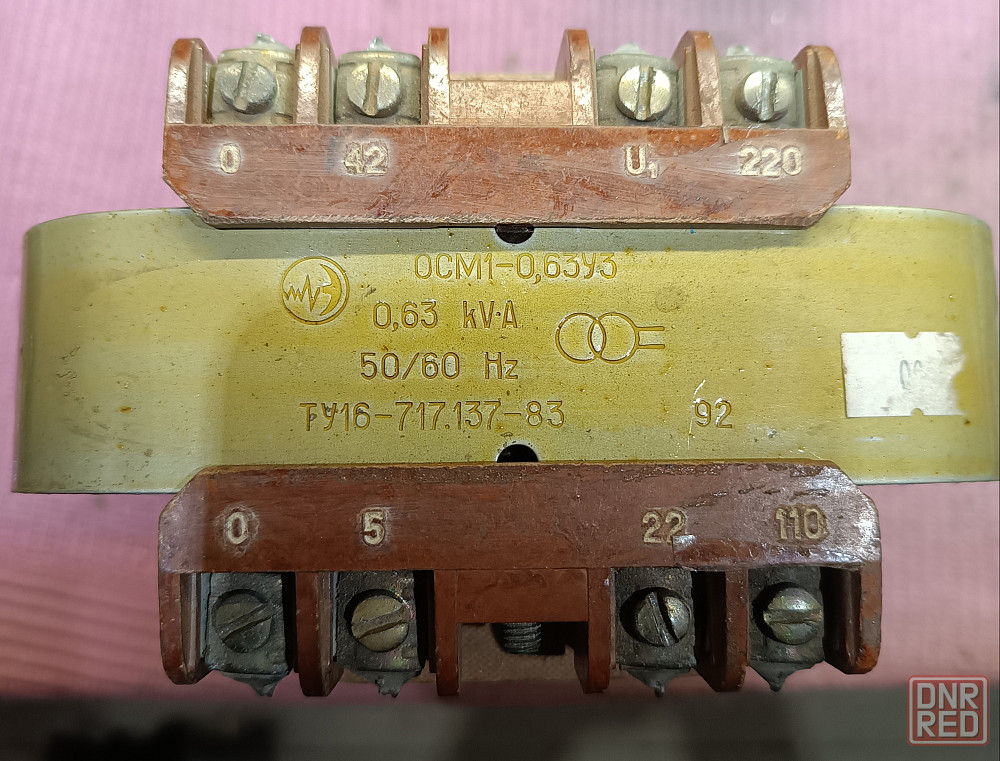 0 42 U₁ 220
ОСМ1-0,63У3
0,63 kV·A
50/60 Hz
ТУ16-717.137-83 92
0 5 22 110
DNR
RED